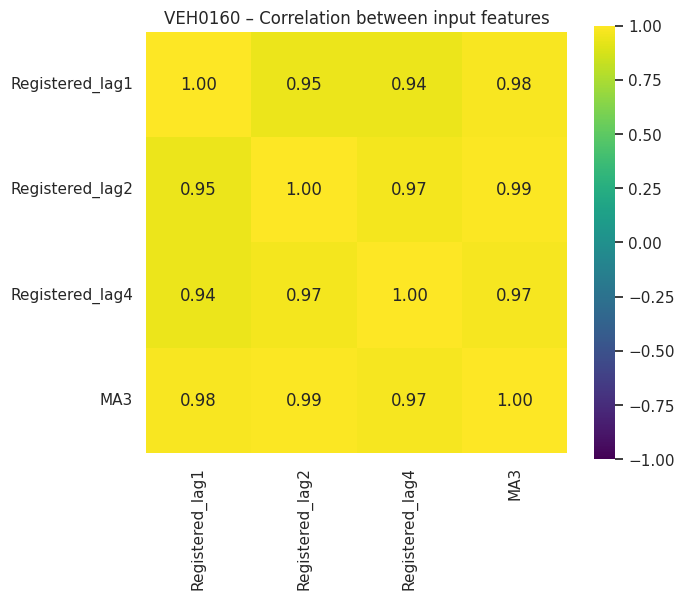 VEH0160 – Correlation between input features
Registered_lag1 1.00 0.95 0.94 0.98
Registered_lag2 0.95 1.00 0.97 0.99
Registered_lag4 0.94 0.97 1.00 0.97
MA3 0.98 0.99 0.97 1.00
Registered_lag1
Registered_lag2
Registered_lag4
MA3
1.00
0.75
0.50
0.25
0.00
−0.25
−0.50
−0.75
−1.00